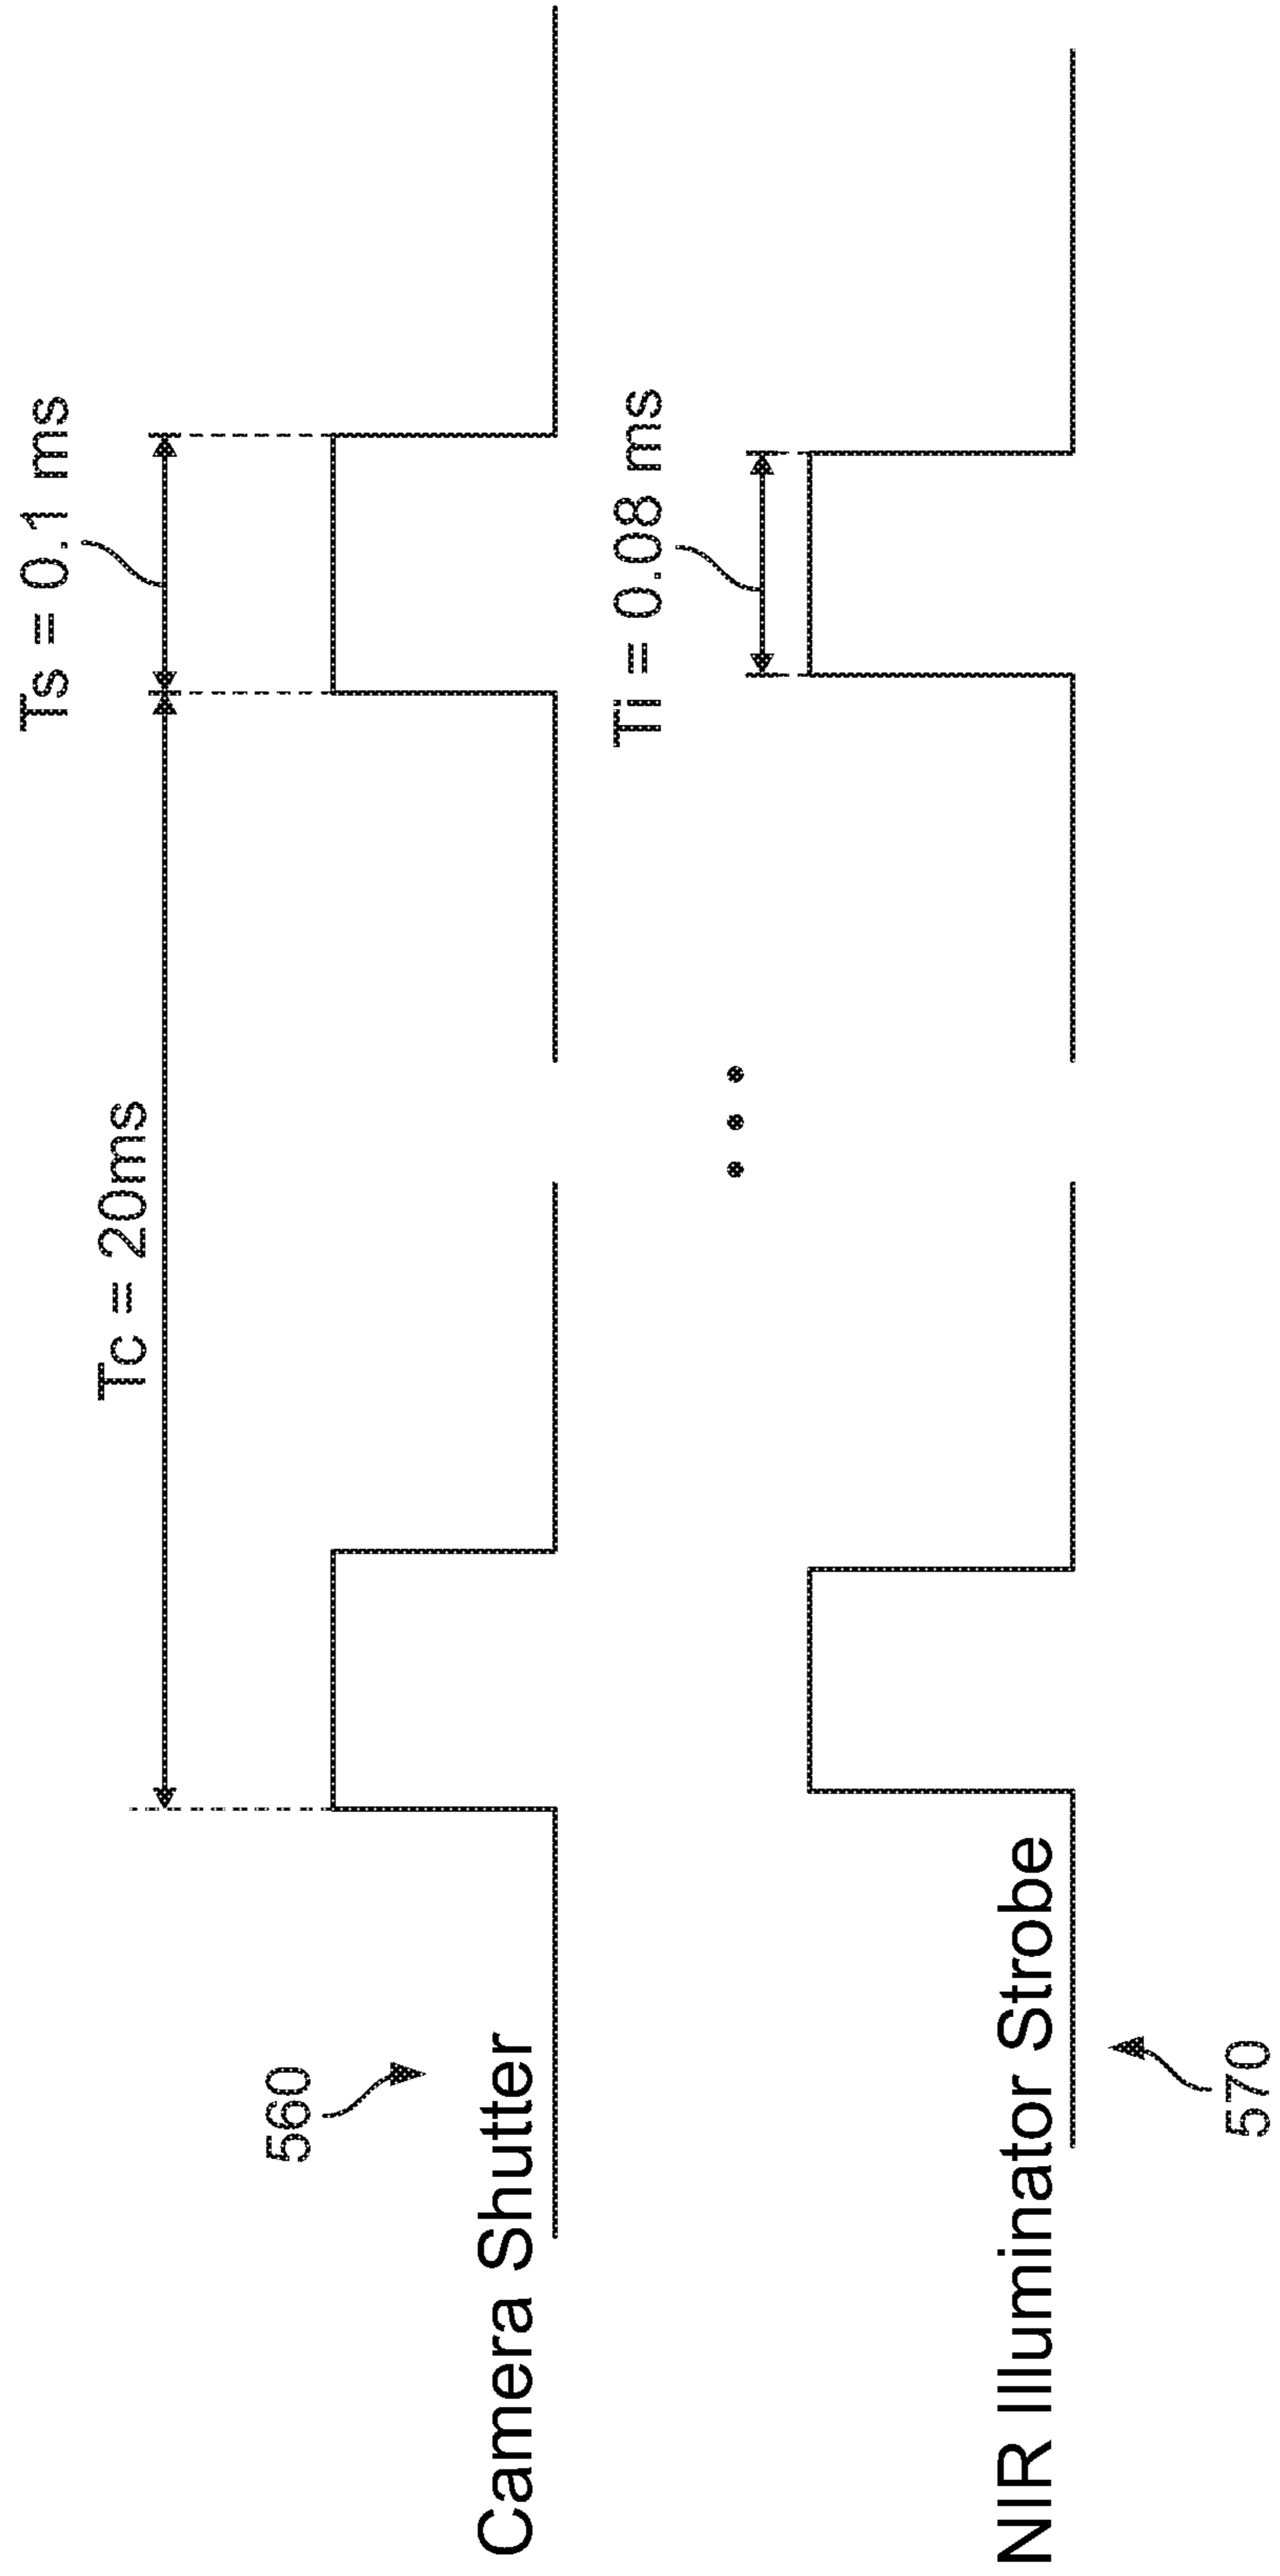 Ts = 0.1 ms
Tc = 20ms
560
Camera Shutter
Ti = 0.08 ms
NIR Illuminator Strobe
570